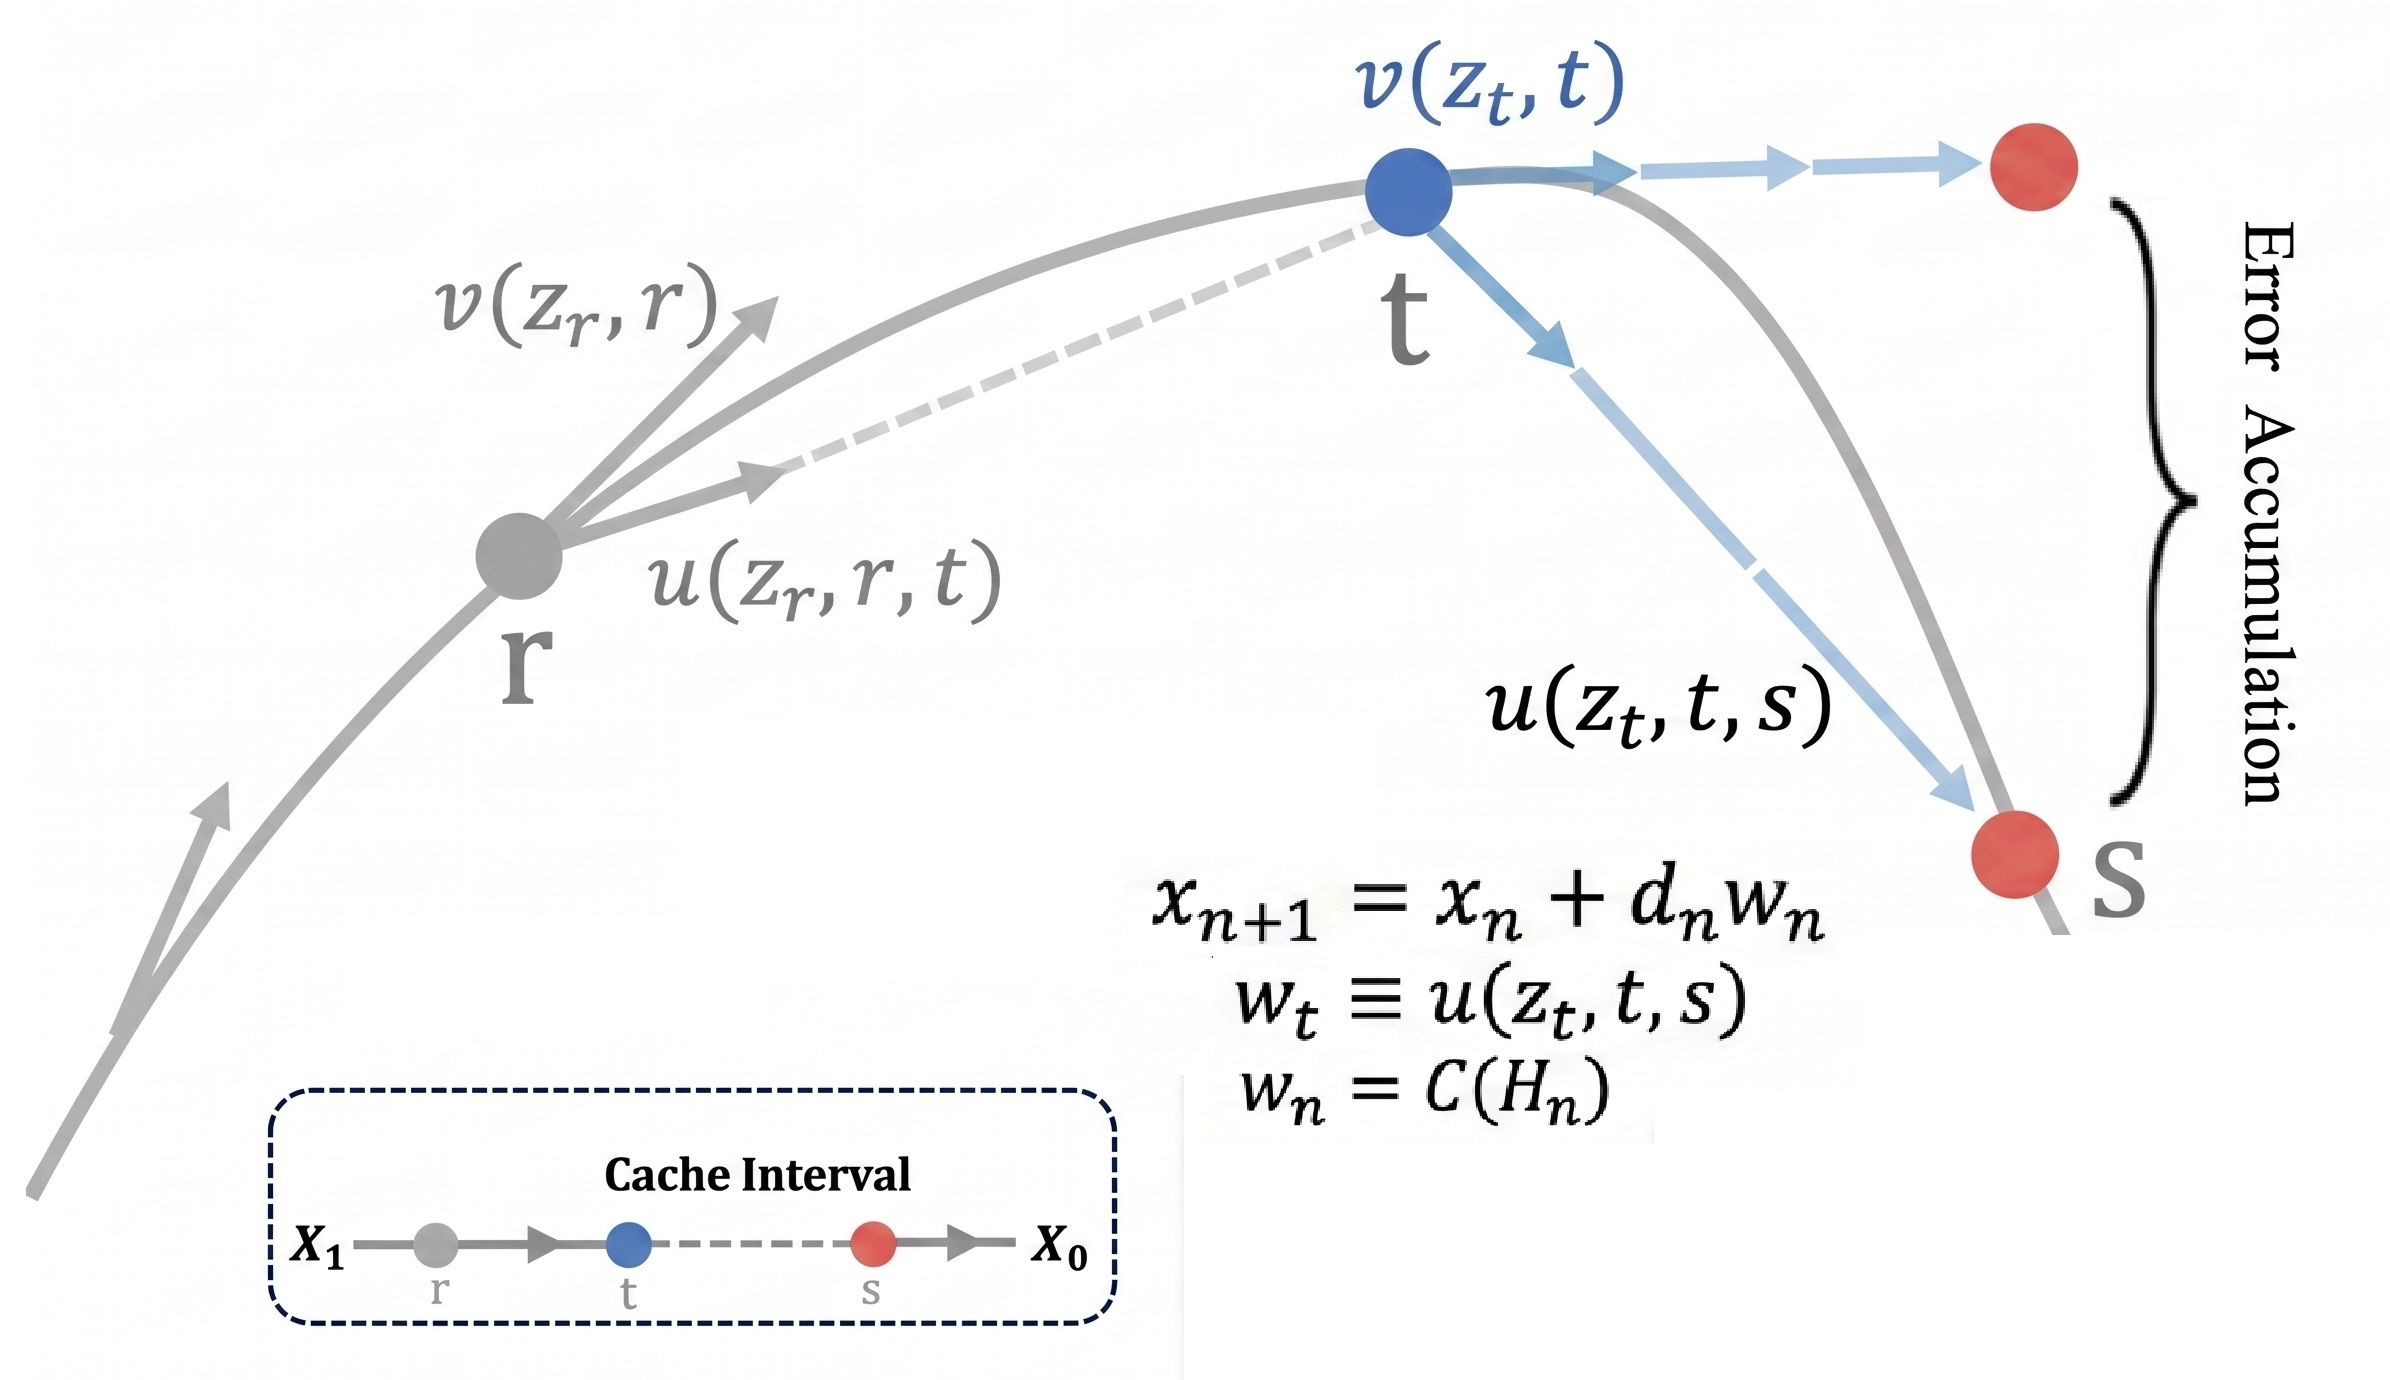 v(z_t, t)
v(z_r, r)
t
u(z_r, r, t)
r
Error Accumulation
u(z_t, t, s)
s
x_{n+1} = x_n + d_n w_n
w_t ≡ u(z_t, t, s)
w_n = C(H_n)
Cache Interval
X_1
X_0
r
t
s